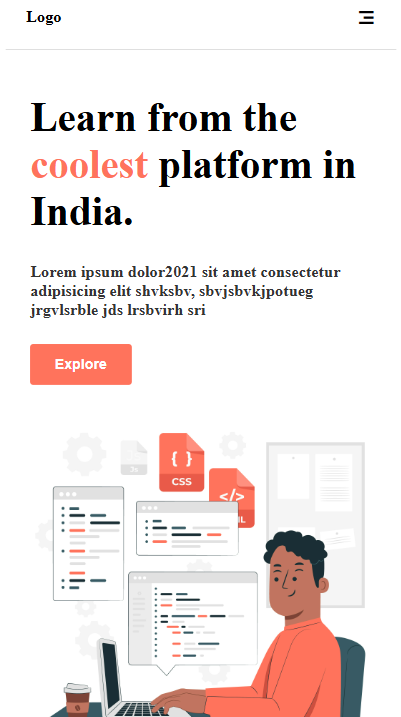 Logo
Learn from the
coolest platform in
India.
Lorem ipsum dolor2021 sit amet consectetur
adipisicing elit shvksbv, sbvjsbvkjpotueg
jrgvlsrble jds lrsbvirh sri
Explore
Js
{ }
CSS
</>
ML